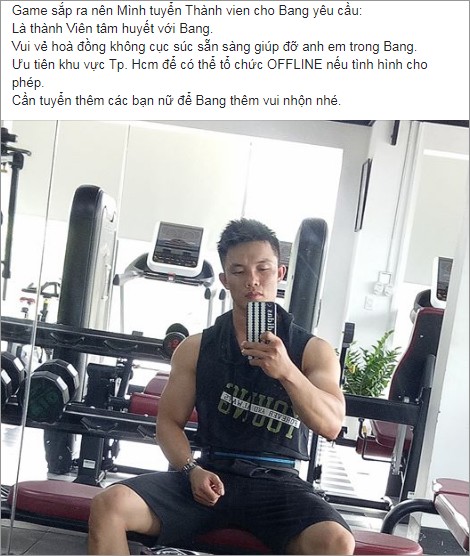 Game sắp ra nên Mình tuyển Thành vien cho Bang yêu cầu:
Là thành Viên tâm huyết với Bang.
Vui vẻ hoà đồng không cục súc sẵn sàng giúp đỡ anh em trong Bang.
Ưu tiên khu vực Tp. Hcm để có thể tổ chức OFFLINE nếu tình hình cho
phép.
Cần tuyển thêm các bạn nữ để Bang thêm vui nhộn nhé.